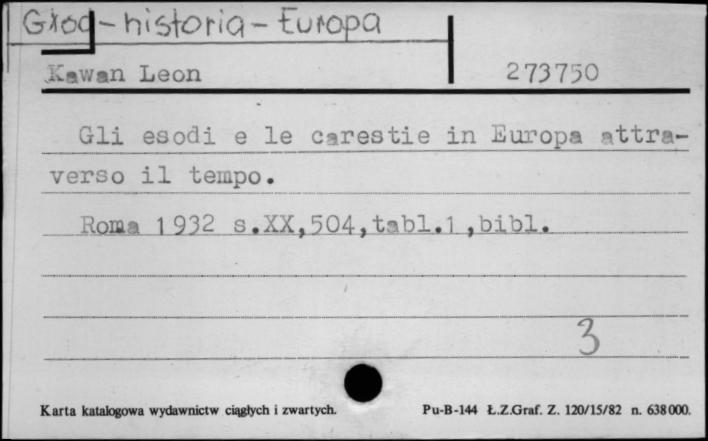 Głód - historia - Europa
Kawan Leon 273750
Gli esodi e le carestie in Europa attra-
verso il tempo.
Roma 1932 s.XX,504,tabl.1,bibl.
3
Karta katalogowa wydawnictw ciągłych i zwartych. Pu-B-144 Ł.Z.Graf. Z. 120/15/82 n. 638000.